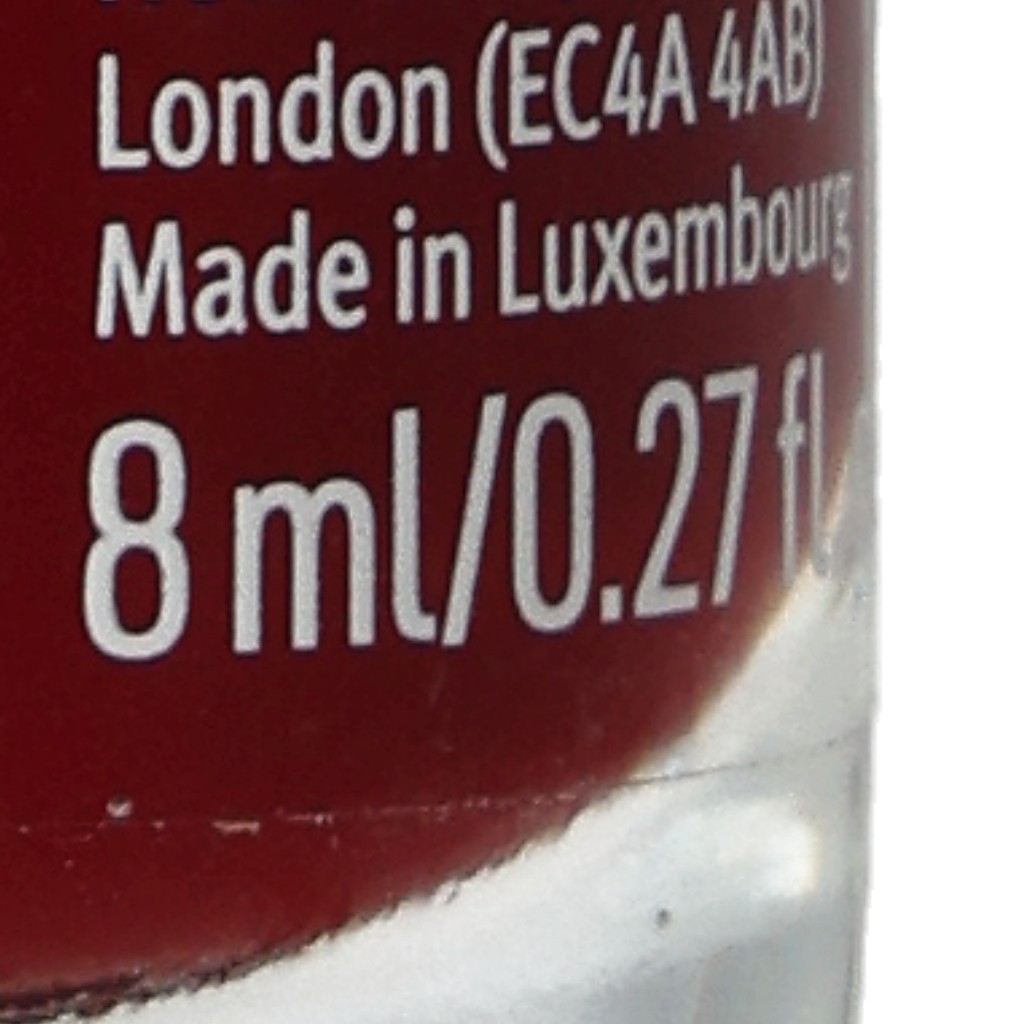 London (EC4A 4AB)
Made in Luxembourg
8 ml/0.27 fl